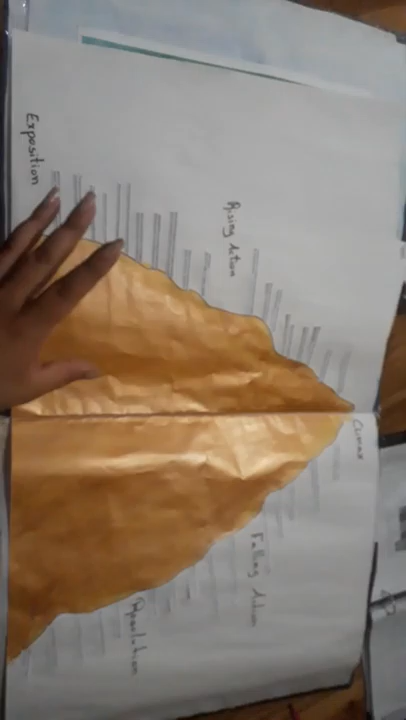 Exposition
Rising Action
Climax
Falling Action
Resolution